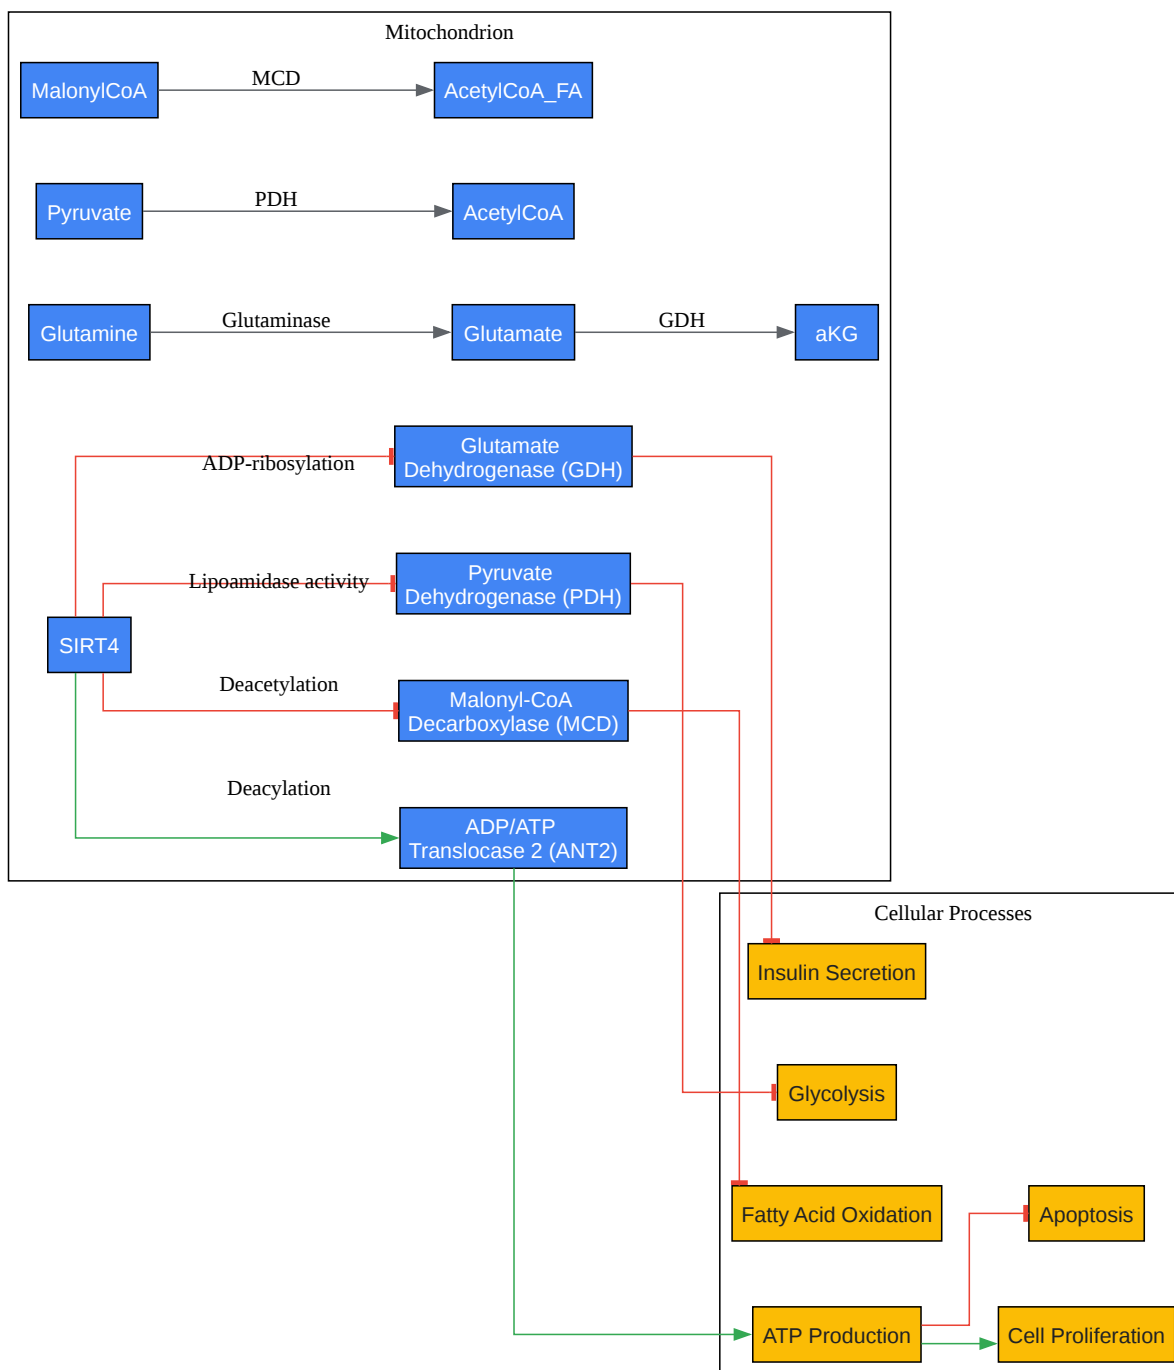 Mitochondrion
MalonylCoA
MCD
AcetylCoA_FA
Pyruvate
PDH
AcetylCoA
Glutamine
Glutaminase
Glutamate
GDH
aKG
ADP-ribosylation
Glutamate
Dehydrogenase (GDH)
Lipoamidase activity
Pyruvate
Dehydrogenase (PDH)
SIRT4
Deacetylation
Malonyl-CoA
Decarboxylase (MCD)
Deacylation
ADP/ATP
Translocase 2 (ANT2)
Cellular Processes
Insulin Secretion
Glycolysis
Fatty Acid Oxidation
Apoptosis
ATP Production
Cell Proliferation